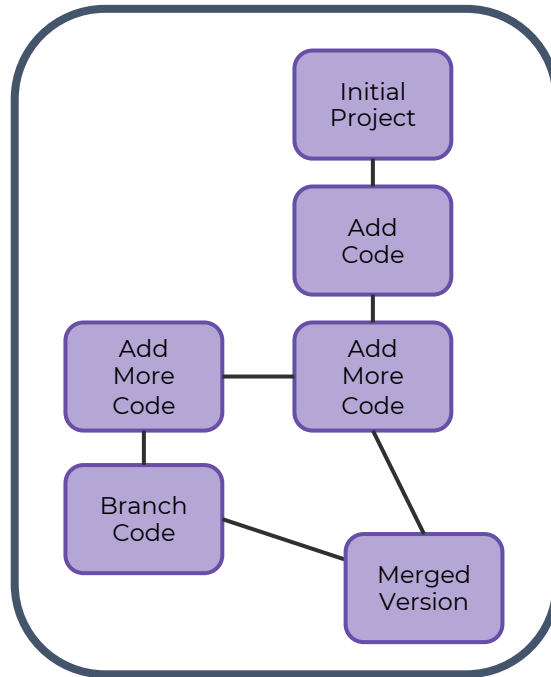 Initial
Project
Add
Code
Add
More
Code
Add
More
Code
Branch
Code
Merged
Version